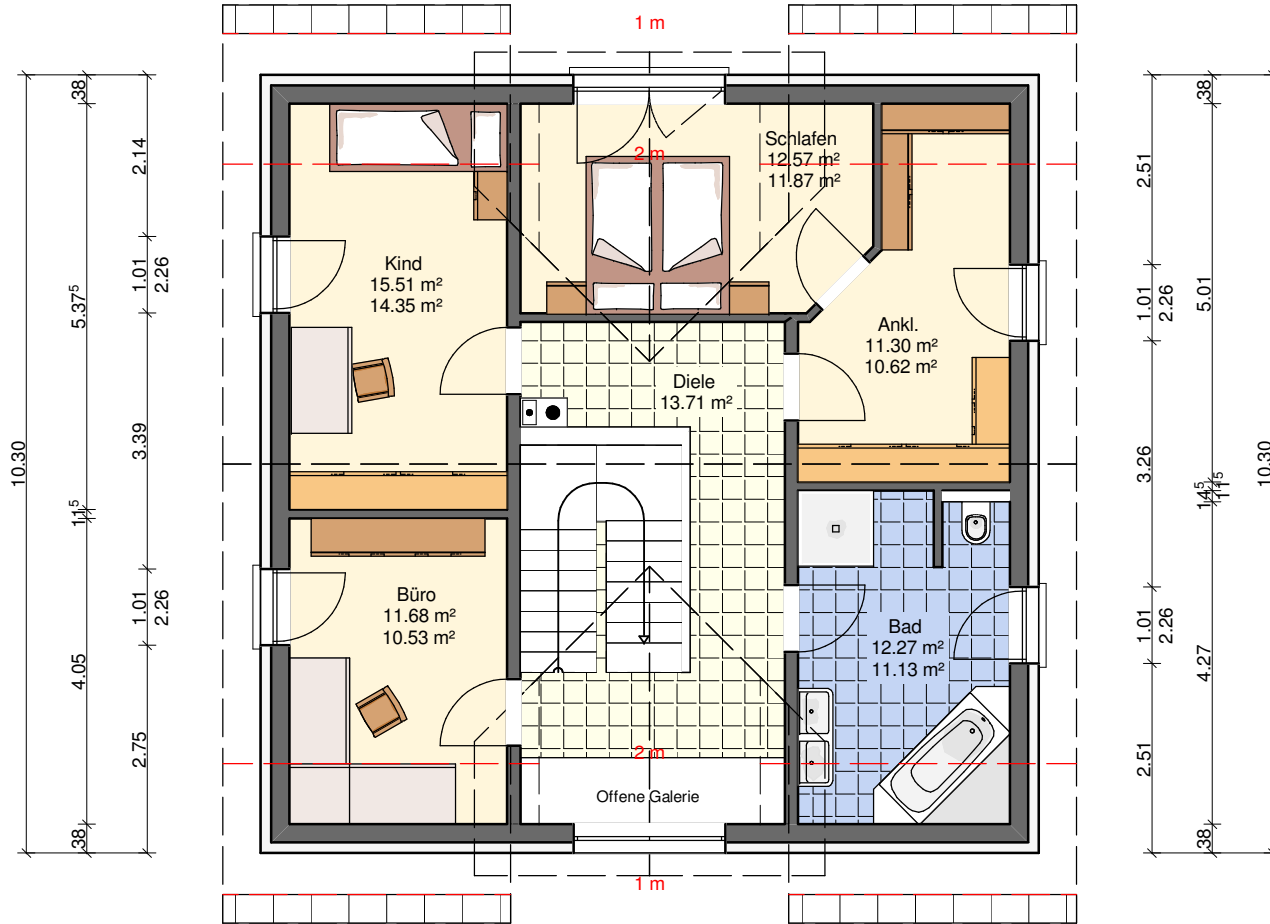 1 m
Schlafen
12.57 m²
11.87 m²
2 m
Kind
15.51 m²
14.35 m²
Ankl.
11.30 m²
10.62 m²
Diele
13.71 m²
Büro
11.68 m²
10.53 m²
Bad
12.27 m²
11.13 m²
2 m
Offene Galerie
1 m
10.30
38
5.37⁵
11⁵
4.05
38
2.14
1.01
2.26
3.39
1.01
2.26
2.75
2.51
1.01
2.26
3.26
1.01
2.26
2.51
38
5.01
14⁵
11⁵
4.27
38
10.30